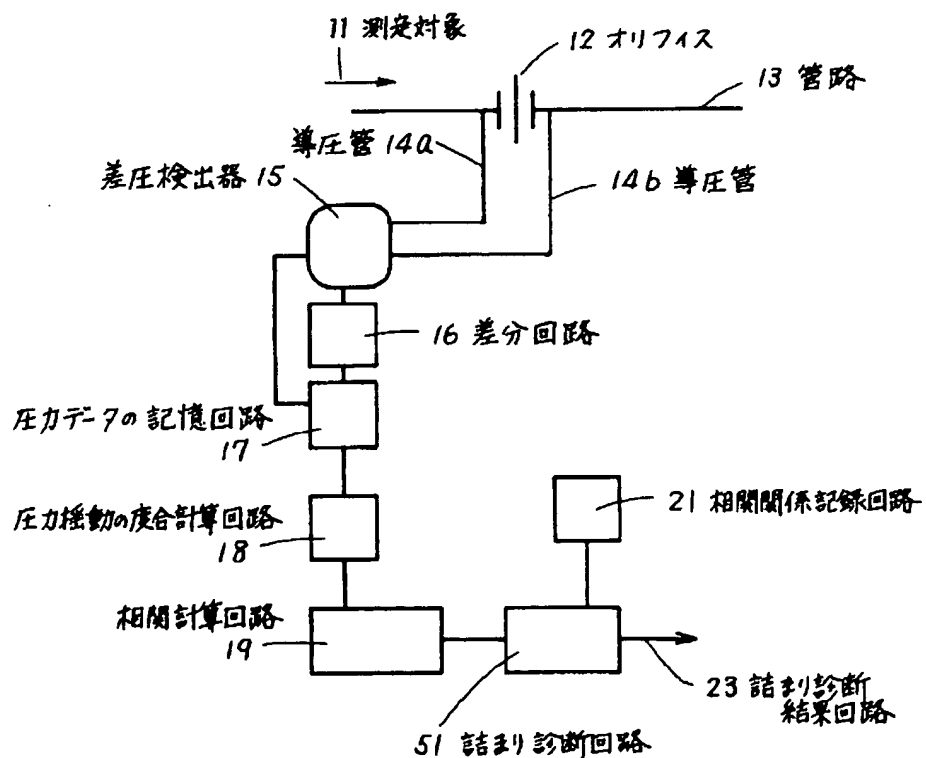 11 測定対象
12 オリフィス
13 管路
導圧管 14a
差圧検出器 15
14b 導圧管
16 差分回路
圧力データの記憶回路
17
圧力揺動の度合計算回路
18
21 相関関係記録回路
相関計算回路
19
23 詰まり診断
結果回路
51 詰まり診断回路